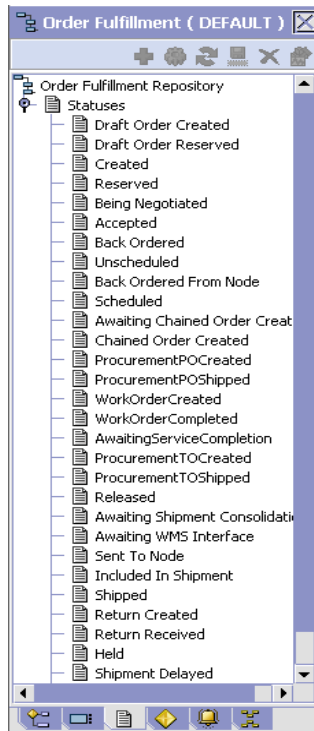 Order Fulfillment ( DEFAULT )
Order Fulfillment Repository
Statuses
Draft Order Created
Draft Order Reserved
Created
Reserved
Being Negotiated
Accepted
Back Ordered
Unscheduled
Back Ordered From Node
Scheduled
Awaiting Chained Order Creat
Chained Order Created
ProcurementPOCreated
ProcurementPOShipped
WorkOrderCreated
WorkOrderCompleted
AwaitingServiceCompletion
ProcurementTOCreated
ProcurementTOShipped
Released
Awaiting Shipment Consolidati
Awaiting WMS Interface
Sent To Node
Included In Shipment
Shipped
Return Created
Return Received
Held
Shipment Delayed